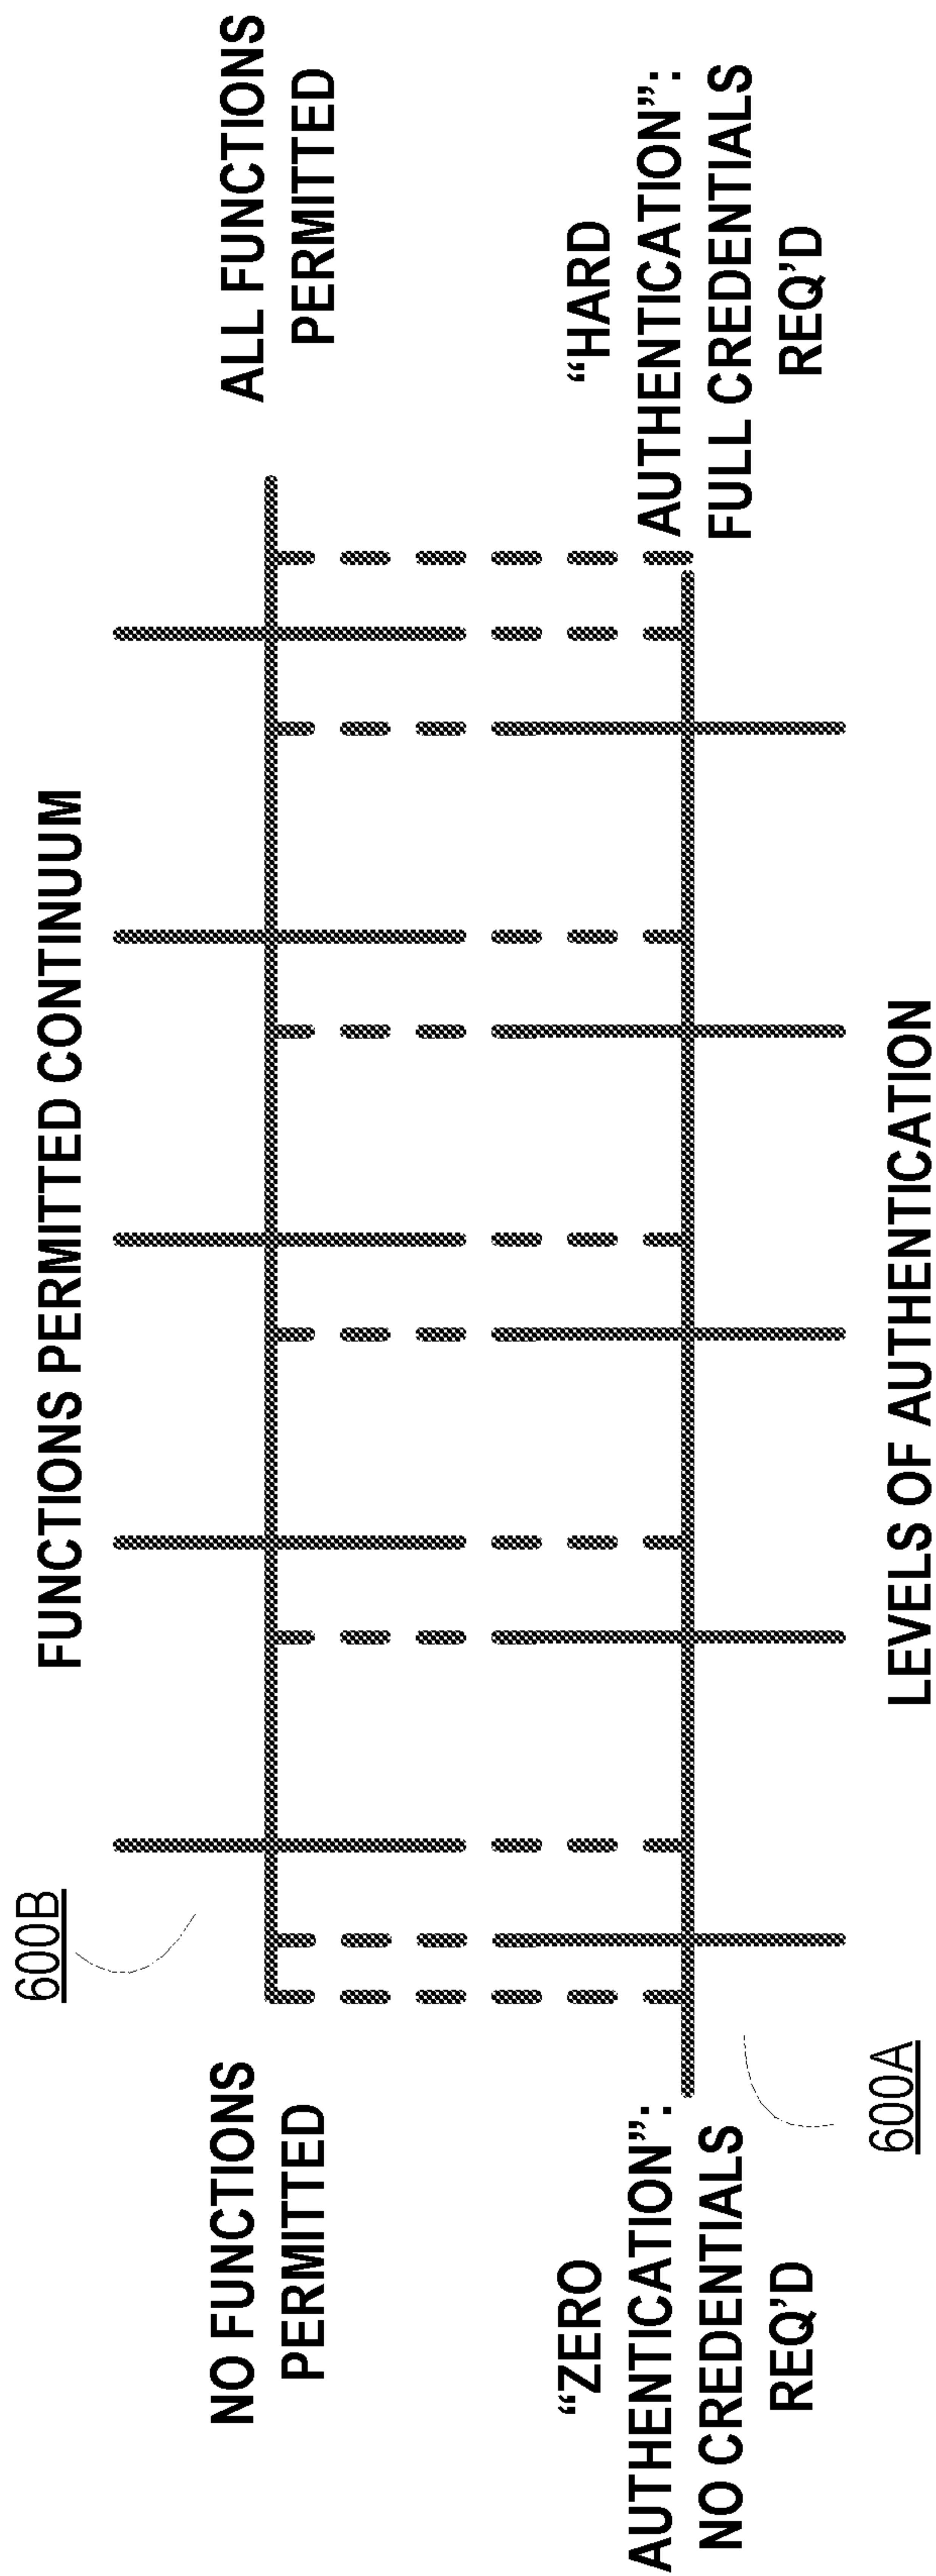 FUNCTIONS PERMITTED CONTINUUM
600B
NO FUNCTIONS
PERMITTED
ALL FUNCTIONS
PERMITTED
“ZERO
AUTHENTICATION”:
NO CREDENTIALS
REQ’D
“HARD
AUTHENTICATION”:
FULL CREDENTIALS
REQ’D
600A
LEVELS OF AUTHENTICATION